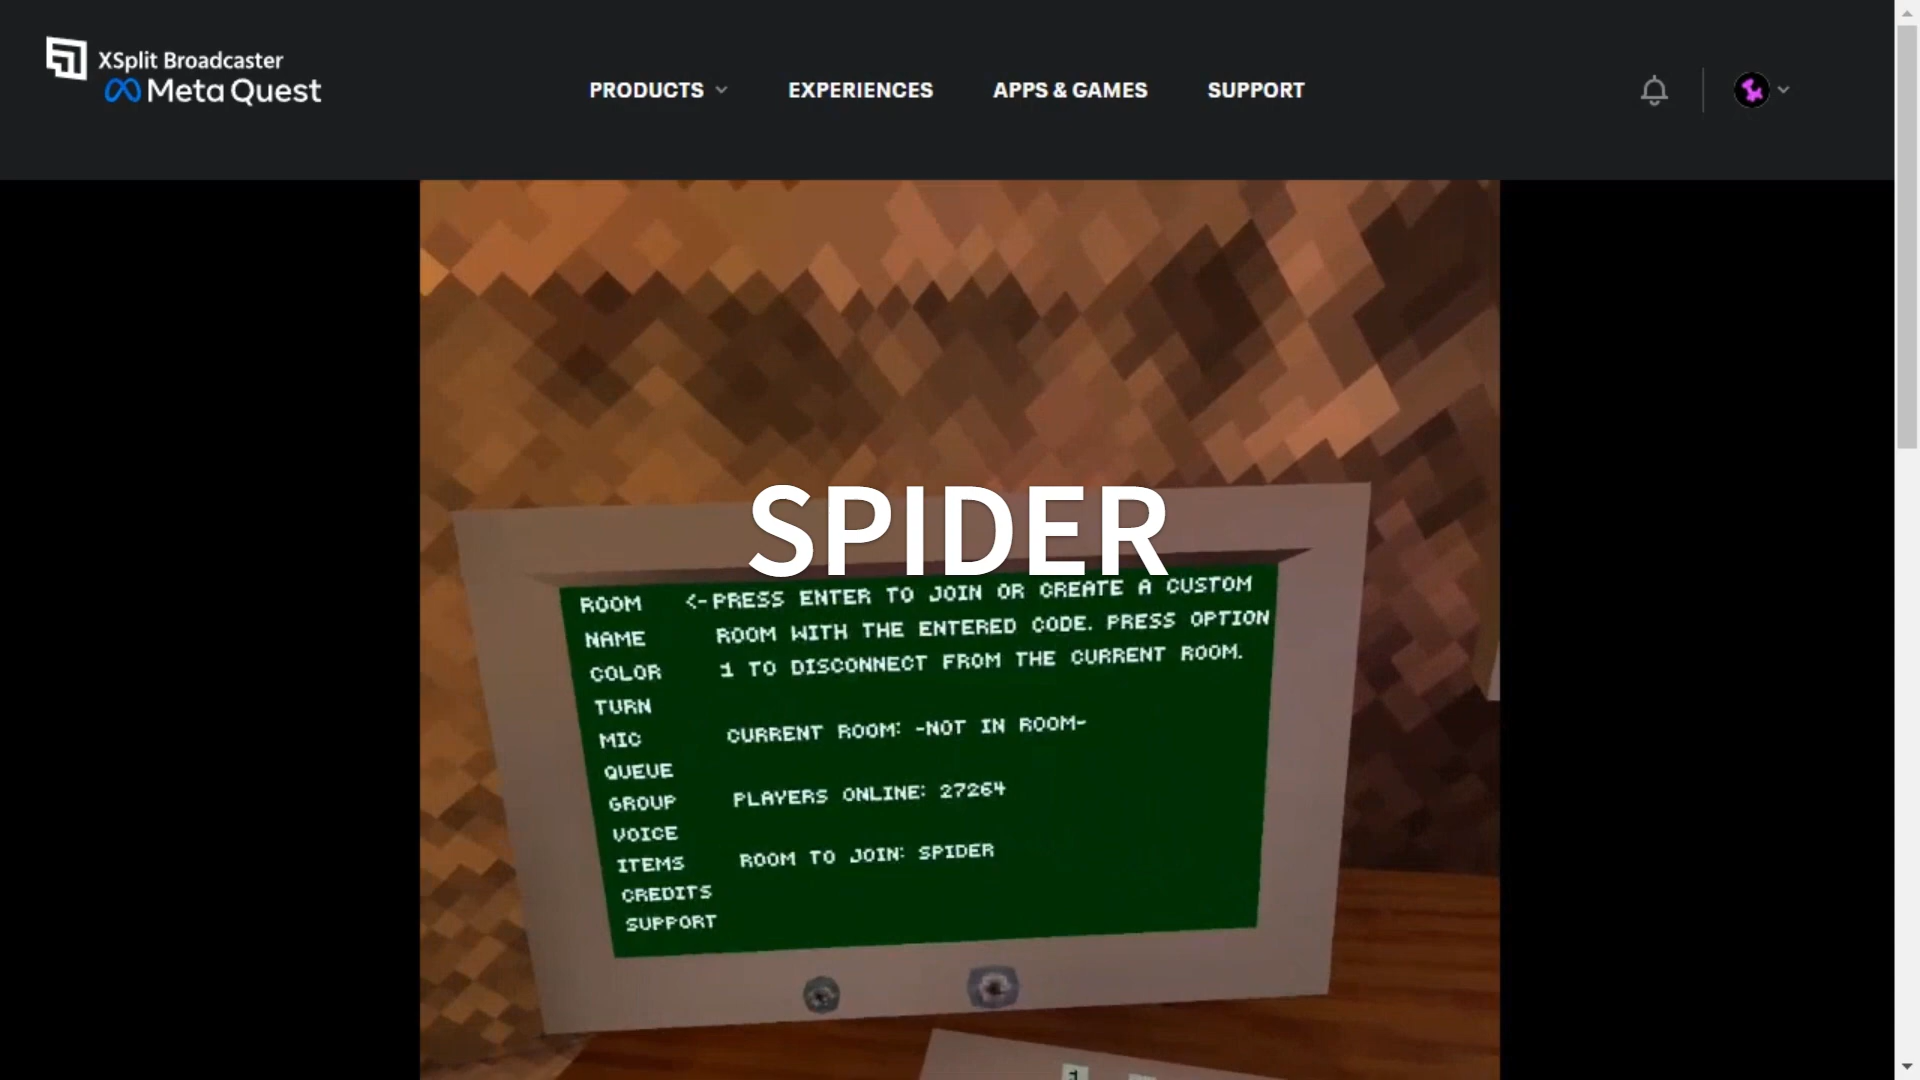 XSplit Broadcaster
Meta Quest
PRODUCTS
EXPERIENCES
APPS & GAMES
SUPPORT
SPIDER
ROOM <-PRESS ENTER TO JOIN OR CREATE A CUSTOM
NAME ROOM WITH THE ENTERED CODE. PRESS OPTION
COLOR 1 TO DISCONNECT FROM THE CURRENT ROOM.
TURN
MIC CURRENT ROOM: -NOT IN ROOM-
QUEUE
GROUP PLAYERS ONLINE: 27264
VOICE
ITEMS ROOM TO JOIN: SPIDER
CREDITS
SUPPORT